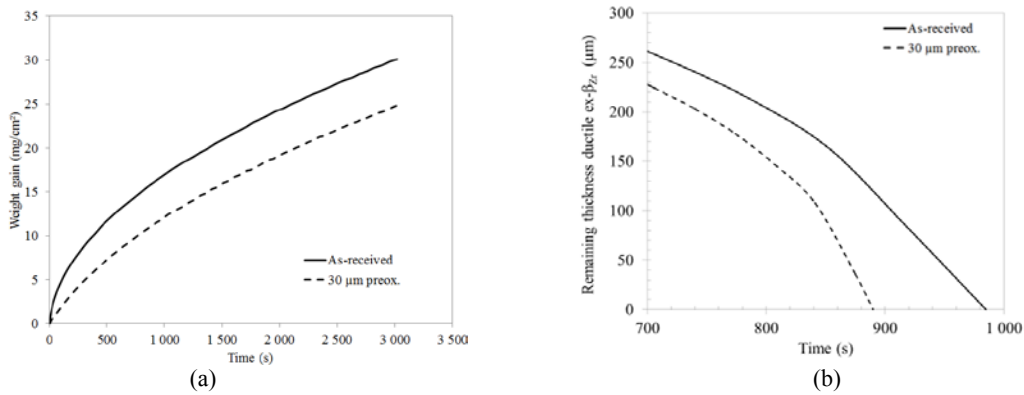 35
30
25
20
15
10
5
0
Weight gain (mg/cm²)
As-received
30 µm preox.
0 500 1 000 1 500 2 000 2 500 3 000 3 500
Time (s)
(a)
300
250
200
150
100
50
0
Remaining thickness ductile ex-βZr (µm)
As-received
30 µm preox.
700 800 900 1 000
Time (s)
(b)